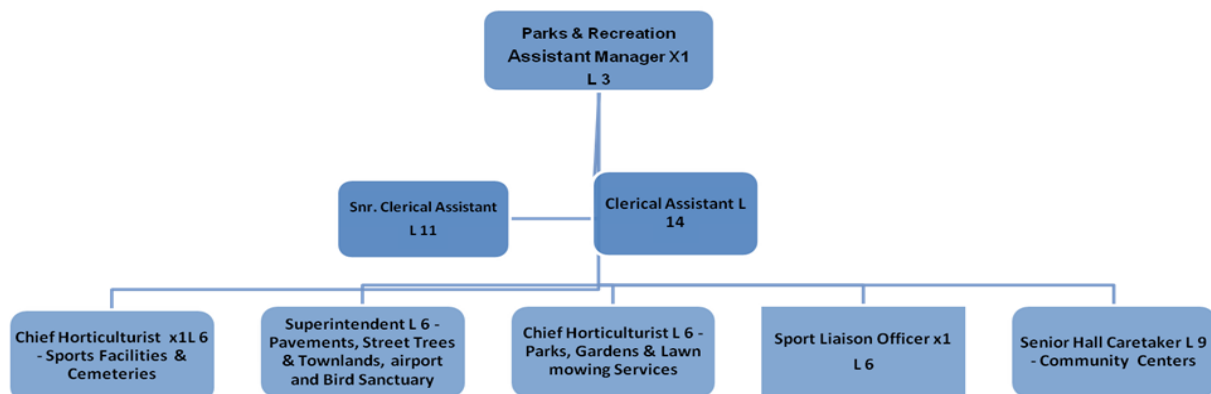 Parks & Recreation
Assistant Manager X1
L 3
Snr. Clerical Assistant
L 11
Clerical Assistant L
14
Chief Horticulturist  x1L 6
- Sports Facilities &
Cemeteries
Superintendent L 6 -
Pavements, Street Trees
& Townlands, airport
and Bird Sanctuary
Chief Horticulturist L 6 -
Parks, Gardens & Lawn
mowing Services
Sport Liaison Officer x1
L 6
Senior Hall Caretaker L 9
- Community  Centers